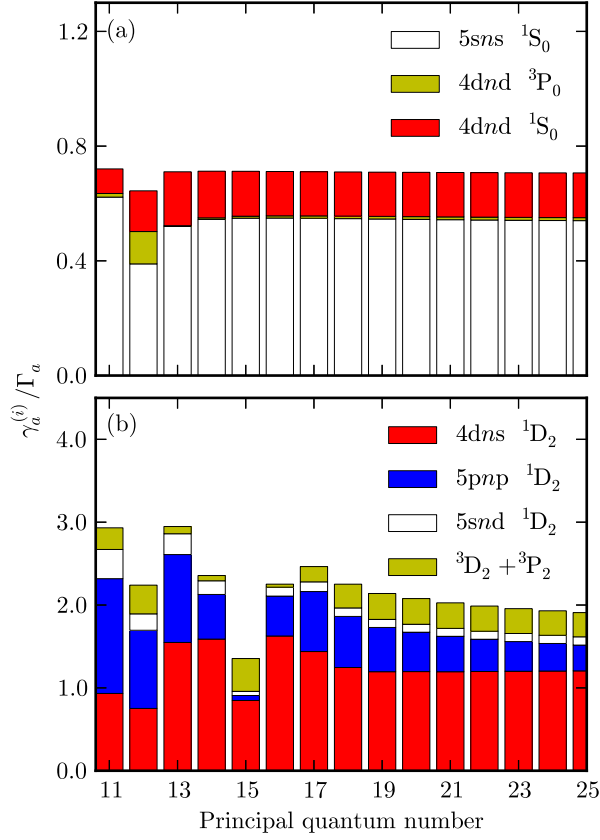 (a)
5sns ¹S₀
4dnd ³P₀
4dnd ¹S₀
1.2
0.8
0.4
0.0
γₐ⁽ⁱ⁾/Γₐ
(b)
4dns ¹D₂
5pnp ¹D₂
5snd ¹D₂
³D₂ + ³P₂
4.0
3.0
2.0
1.0
0.0
11 13 15 17 19 21 23 25
Principal quantum number